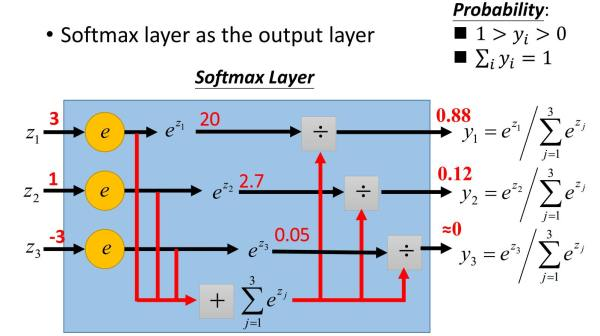 Probability:
■ 1 > y_i > 0
■ ∑_i y_i = 1
• Softmax layer as the output layer
Softmax Layer
z_1 3 e e^{z_1} 20 ÷ 0.88 y_1 = e^{z_1} / ∑_{j=1}^{3} e^{z_j}
z_2 1 e e^{z_2} 2.7 ÷ 0.12 y_2 = e^{z_2} / ∑_{j=1}^{3} e^{z_j}
z_3 -3 e e^{z_3} 0.05 ÷ ≈0 y_3 = e^{z_3} / ∑_{j=1}^{3} e^{z_j}
+ ∑_{j=1}^{3} e^{z_j}